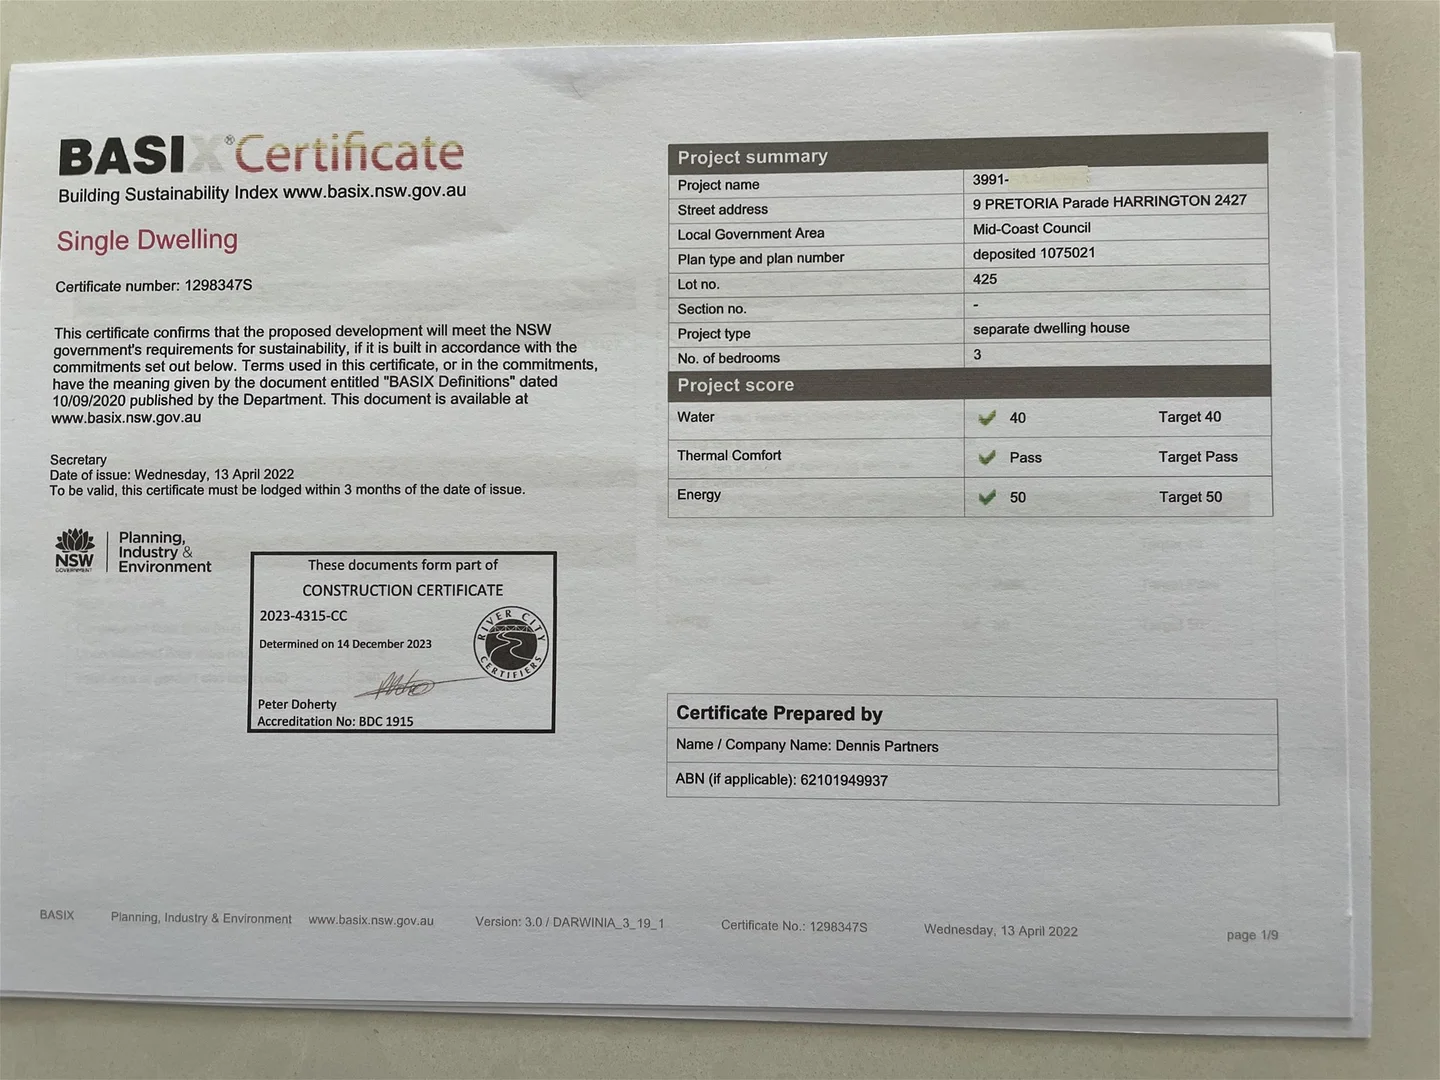 BASIX®Certificate
Building Sustainability Index www.basix.nsw.gov.au
Single Dwelling
Certificate number: 1298347S
This certificate confirms that the proposed development will meet the NSW
government's requirements for sustainability, if it is built in accordance with the
commitments set out below. Terms used in this certificate, or in the commitments,
have the meaning given by the document entitled "BASIX Definitions" dated
10/09/2020 published by the Department. This document is available at
www.basix.nsw.gov.au
Secretary
Date of issue: Wednesday, 13 April 2022
To be valid, this certificate must be lodged within 3 months of the date of issue.
NSW
GOVERNMENT
Planning,
Industry &
Environment
These documents form part of
CONSTRUCTION CERTIFICATE
2023-4315-CC
Determined on 14 December 2023
RIVER CITY
CERTIFIERS
Peter Doherty
Accreditation No: BDC 1915
Project summary
Project name 3991-
Street address 9 PRETORIA Parade HARRINGTON 2427
Local Government Area Mid-Coast Council
Plan type and plan number deposited 1075021
Lot no. 425
Section no. -
Project type separate dwelling house
No. of bedrooms 3
Project score
Water 40 Target 40
Thermal Comfort Pass Target Pass
Energy 50 Target 50
Certificate Prepared by
Name / Company Name: Dennis Partners
ABN (if applicable): 62101949937
BASIX Planning, Industry & Environment www.basix.nsw.gov.au Version: 3.0 / DARWINIA_3_19_1 Certificate No.: 1298347S Wednesday, 13 April 2022 page 1/9